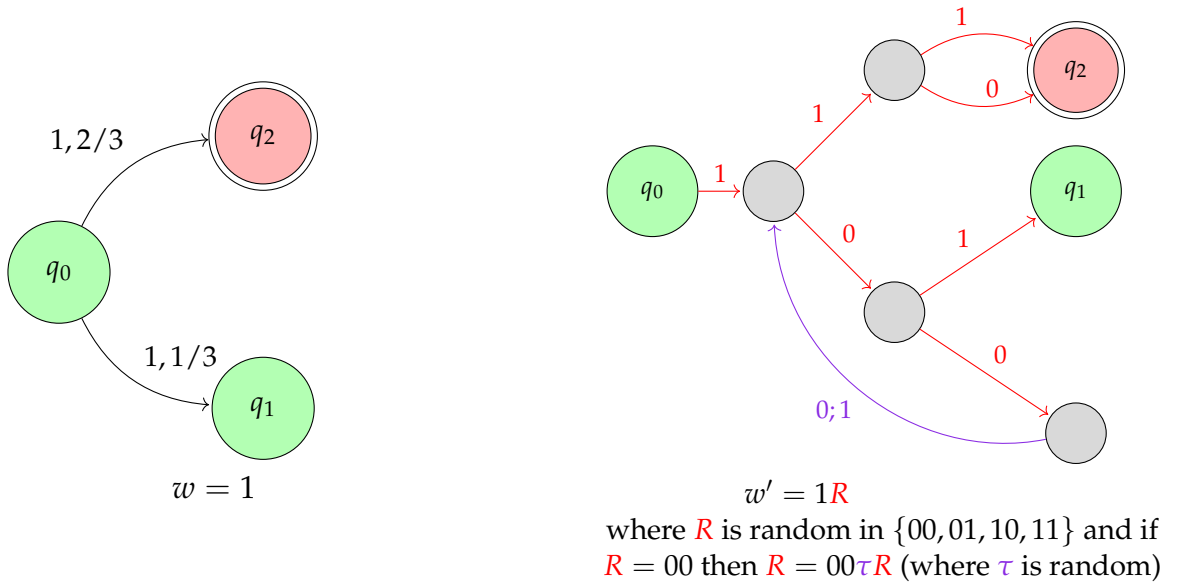 1, 2/3
q₂
q₀
1, 1/3
q₁
w = 1
1
0
q₂
1
q₀
1
q₁
0
1
0
0; 1
w′ = 1R
where R is random in {00, 01, 10, 11} and if
R = 00 then R = 00τR (where τ is random)